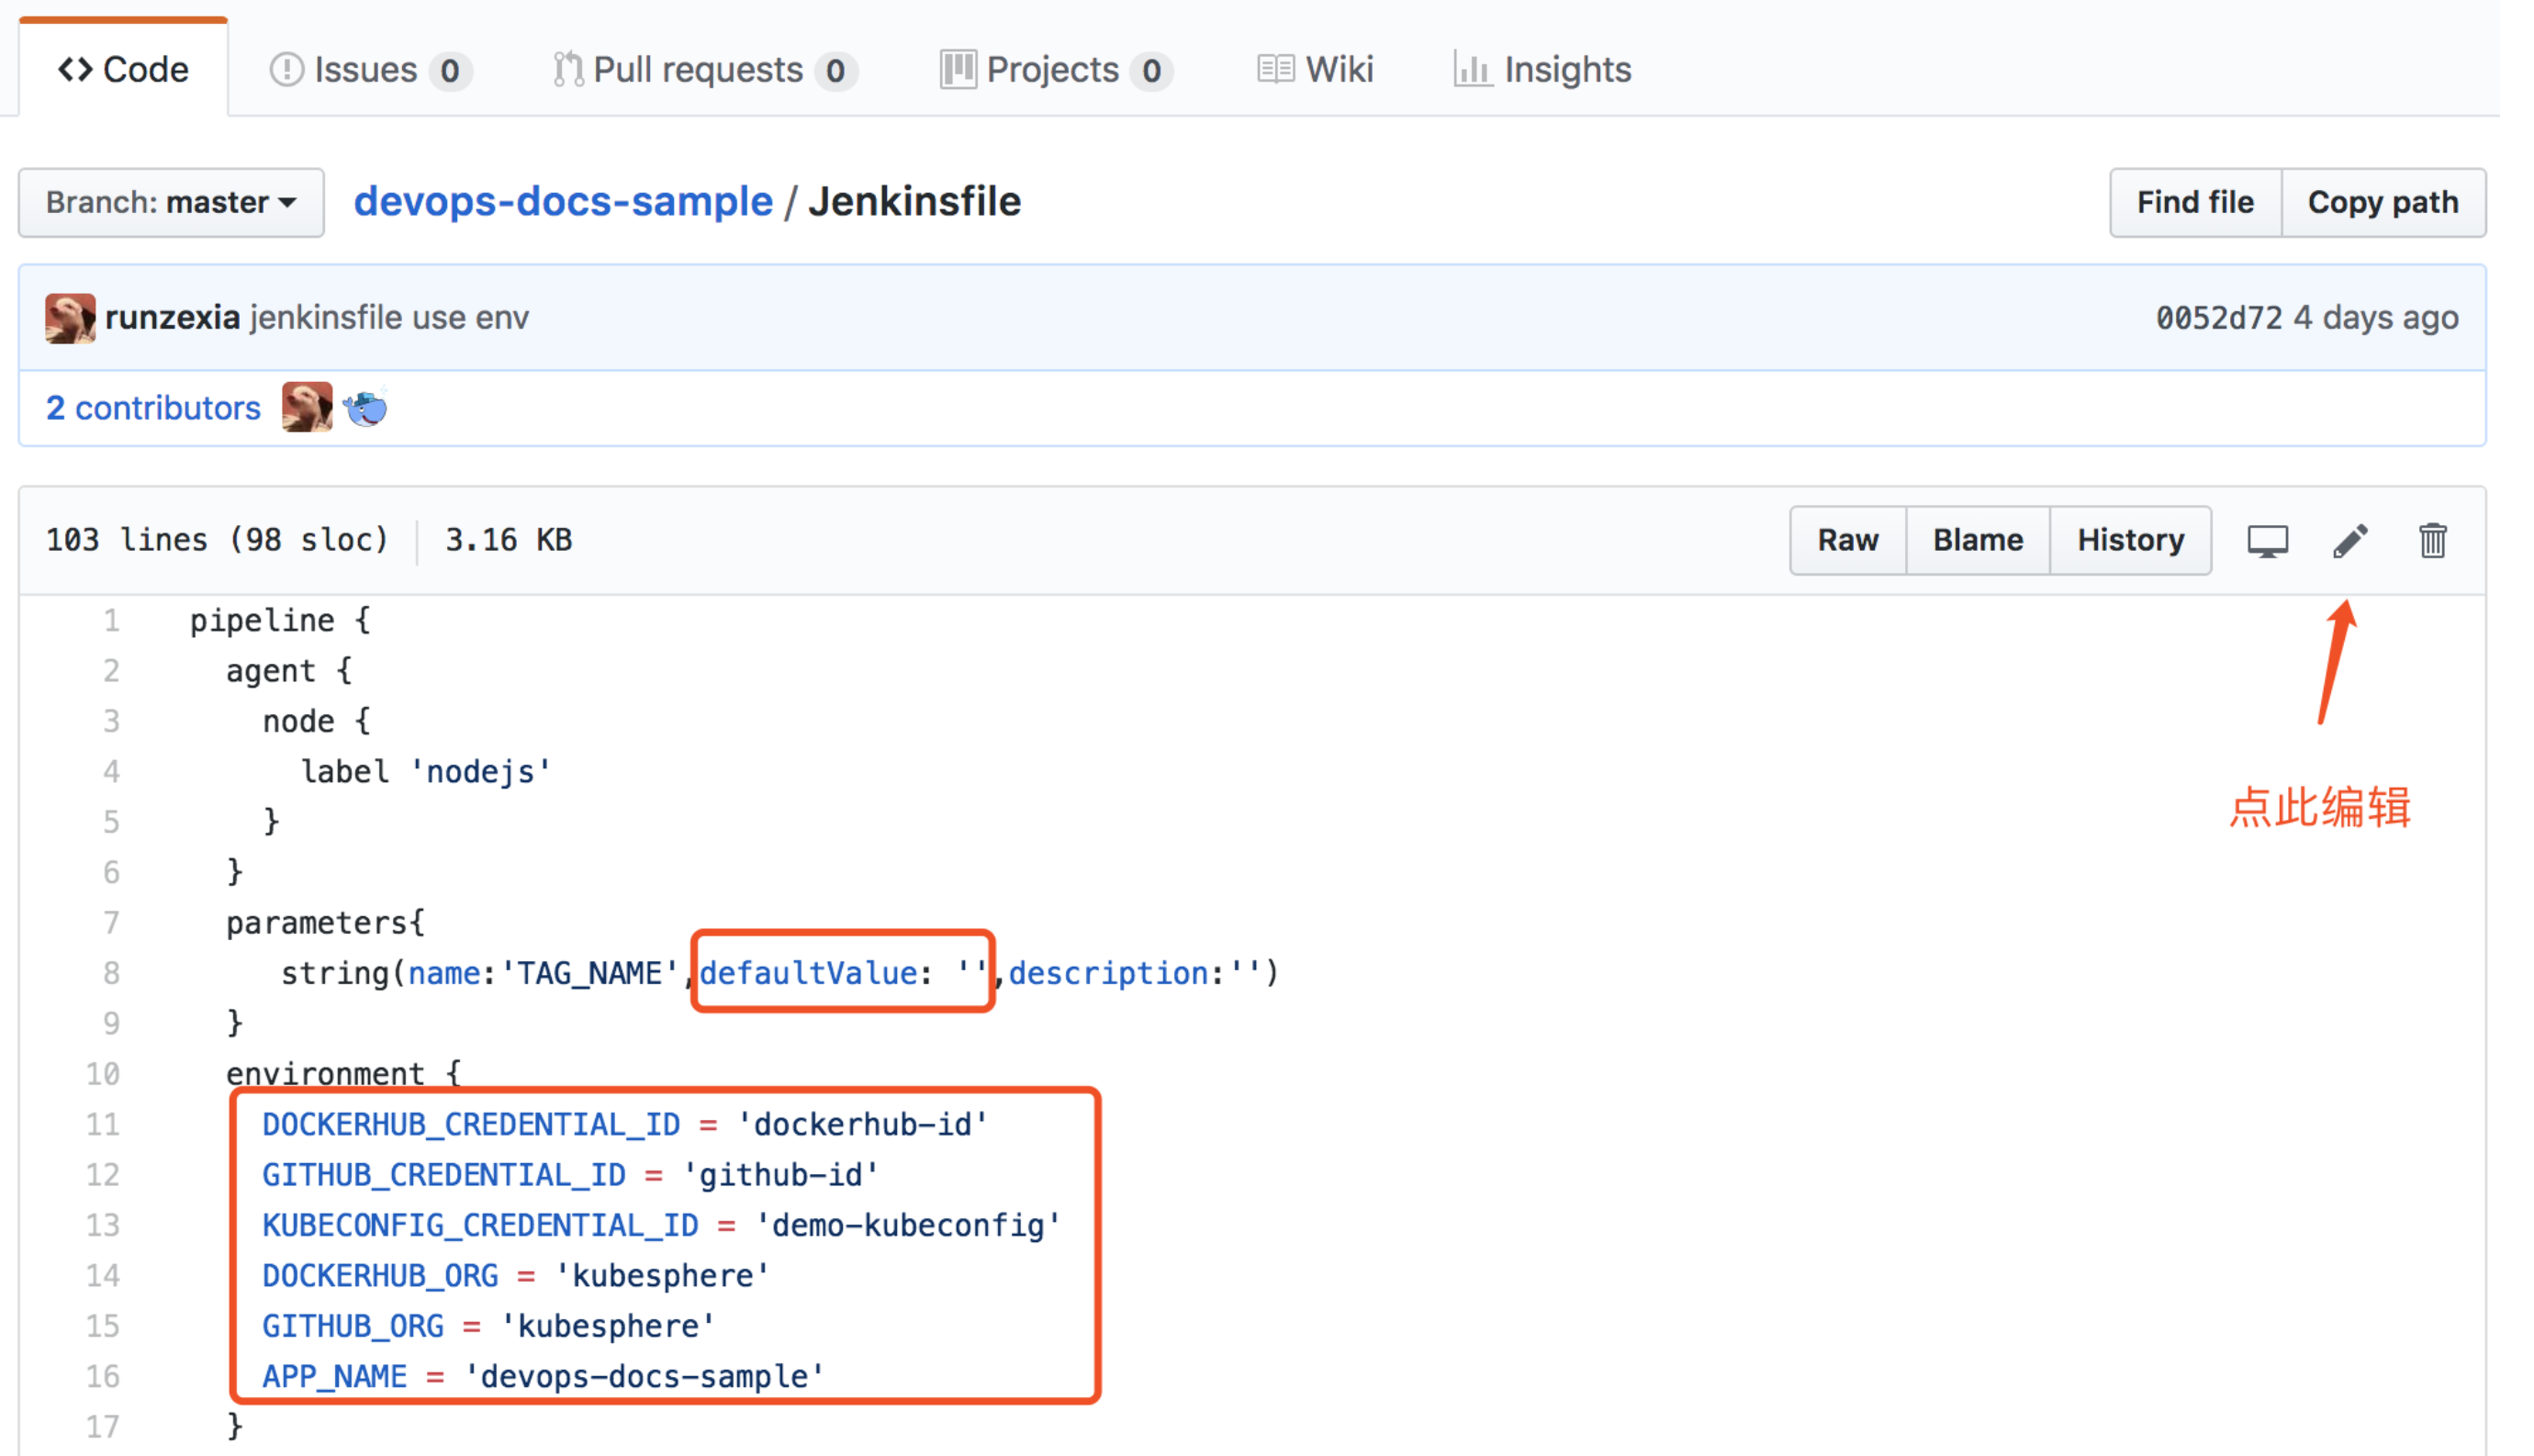 Code Issues 0 Pull requests 0 Projects 0 Wiki Insights
Branch: master devops-docs-sample / Jenkinsfile Find file Copy path
runzexia jenkinsfile use env 0052d72 4 days ago
2 contributors
103 lines (98 sloc) 3.16 KB Raw Blame History
1 pipeline {
2 agent {
3 node {
4 label 'nodejs'
点此编辑
5 }
6 }
7 parameters{
8 string(name:'TAG_NAME',defaultValue: '',description:'')
9 }
10 environment {
11 DOCKERHUB_CREDENTIAL_ID = 'dockerhub-id'
12 GITHUB_CREDENTIAL_ID = 'github-id'
13 KUBECONFIG_CREDENTIAL_ID = 'demo-kubeconfig'
14 DOCKERHUB_ORG = 'kubesphere'
15 GITHUB_ORG = 'kubesphere'
16 APP_NAME = 'devops-docs-sample'
17 }